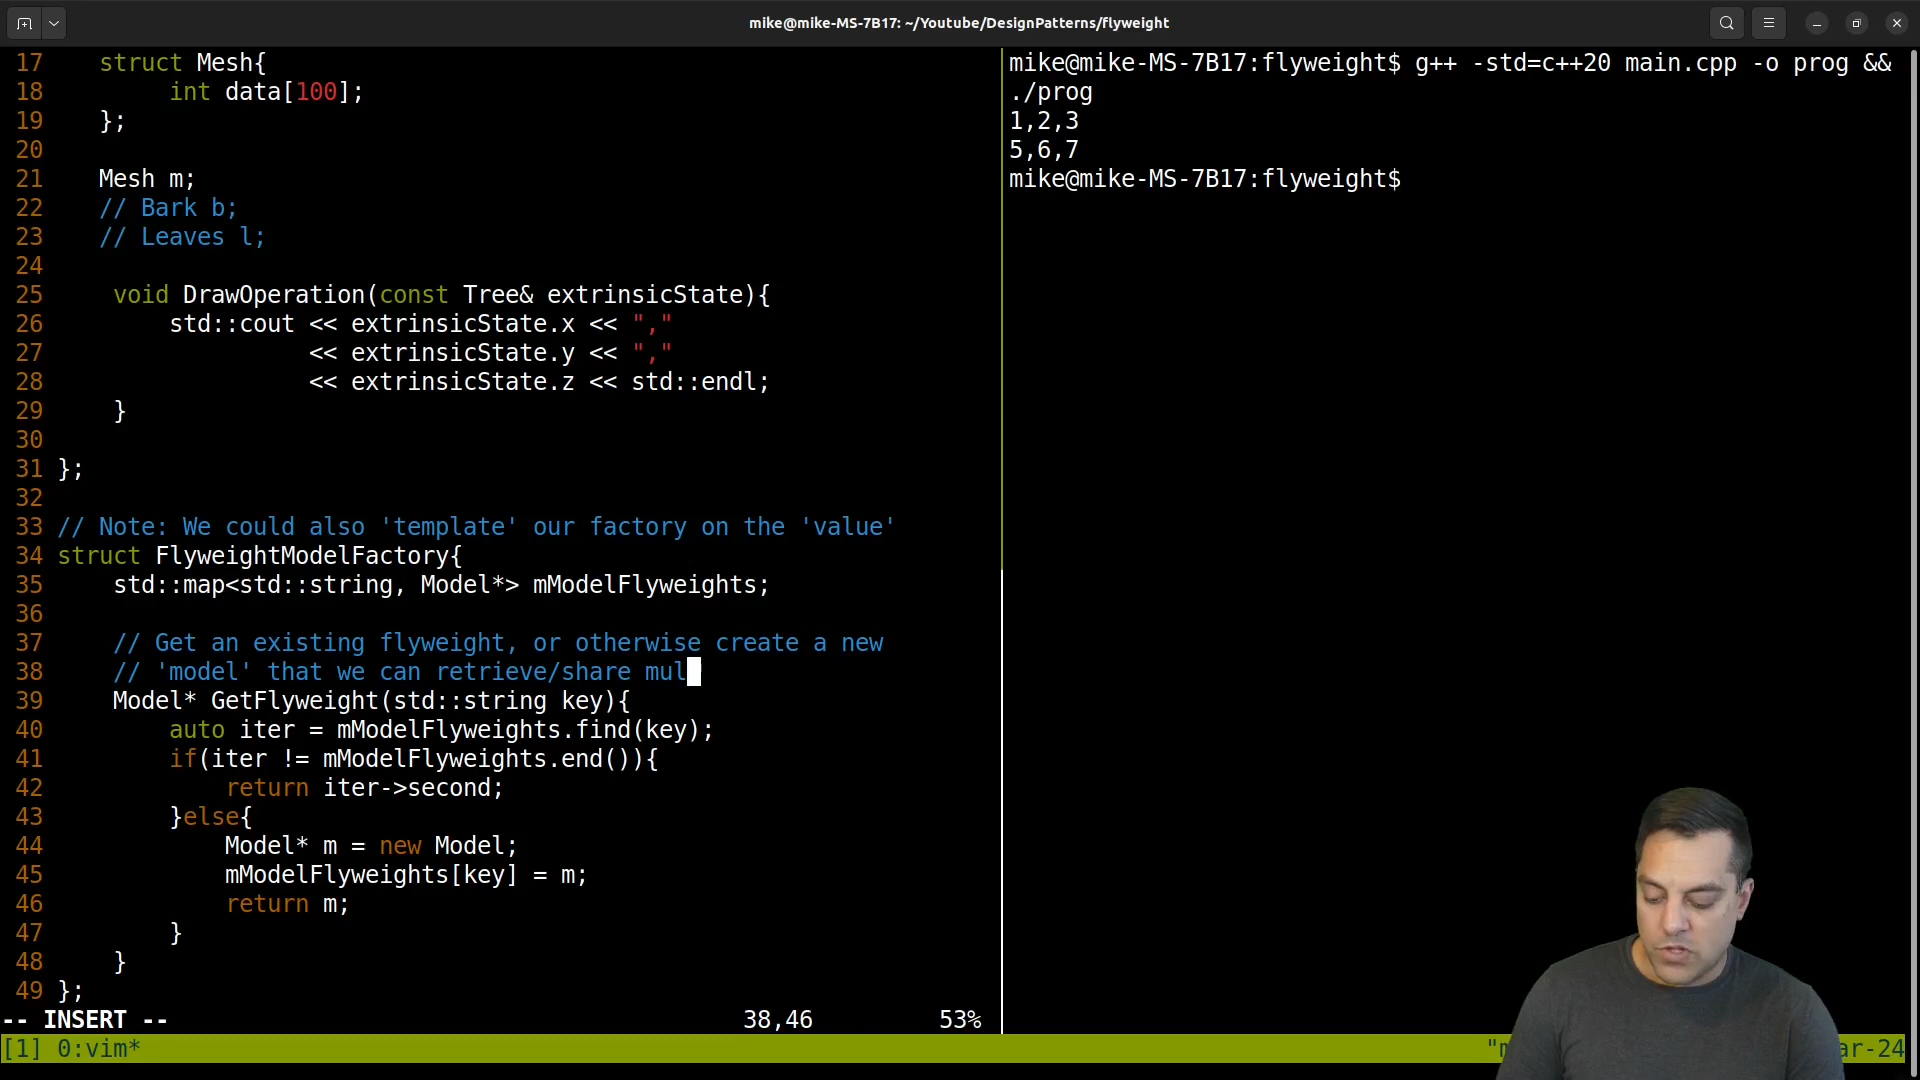 mike@mike-MS-7B17: ~/Youtube/DesignPatterns/flyweight
17 struct Mesh{
18 int data[100];
19 };
20
21 Mesh m;
22 // Bark b;
23 // Leaves l;
24
25 void DrawOperation(const Tree& extrinsicState){
26 std::cout << extrinsicState.x << ","
27 << extrinsicState.y << ","
28 << extrinsicState.z << std::endl;
29 }
30
31 };
32
33 // Note: We could also 'template' our factory on the 'value'
34 struct FlyweightModelFactory{
35 std::map<std::string, Model*> mModelFlyweights;
36
37 // Get an existing flyweight, or otherwise create a new
38 // 'model' that we can retrieve/share mul
39 Model* GetFlyweight(std::string key){
40 auto iter = mModelFlyweights.find(key);
41 if(iter != mModelFlyweights.end()){
42 return iter->second;
43 }else{
44 Model* m = new Model;
45 mModelFlyweights[key] = m;
46 return m;
47 }
48 }
49 };
-- INSERT -- 38,46 53%
mike@mike-MS-7B17:flyweight$ g++ -std=c++20 main.cpp -o prog &&
./prog
1,2,3
5,6,7
mike@mike-MS-7B17:flyweight$
[1] 0:vim* ar-24